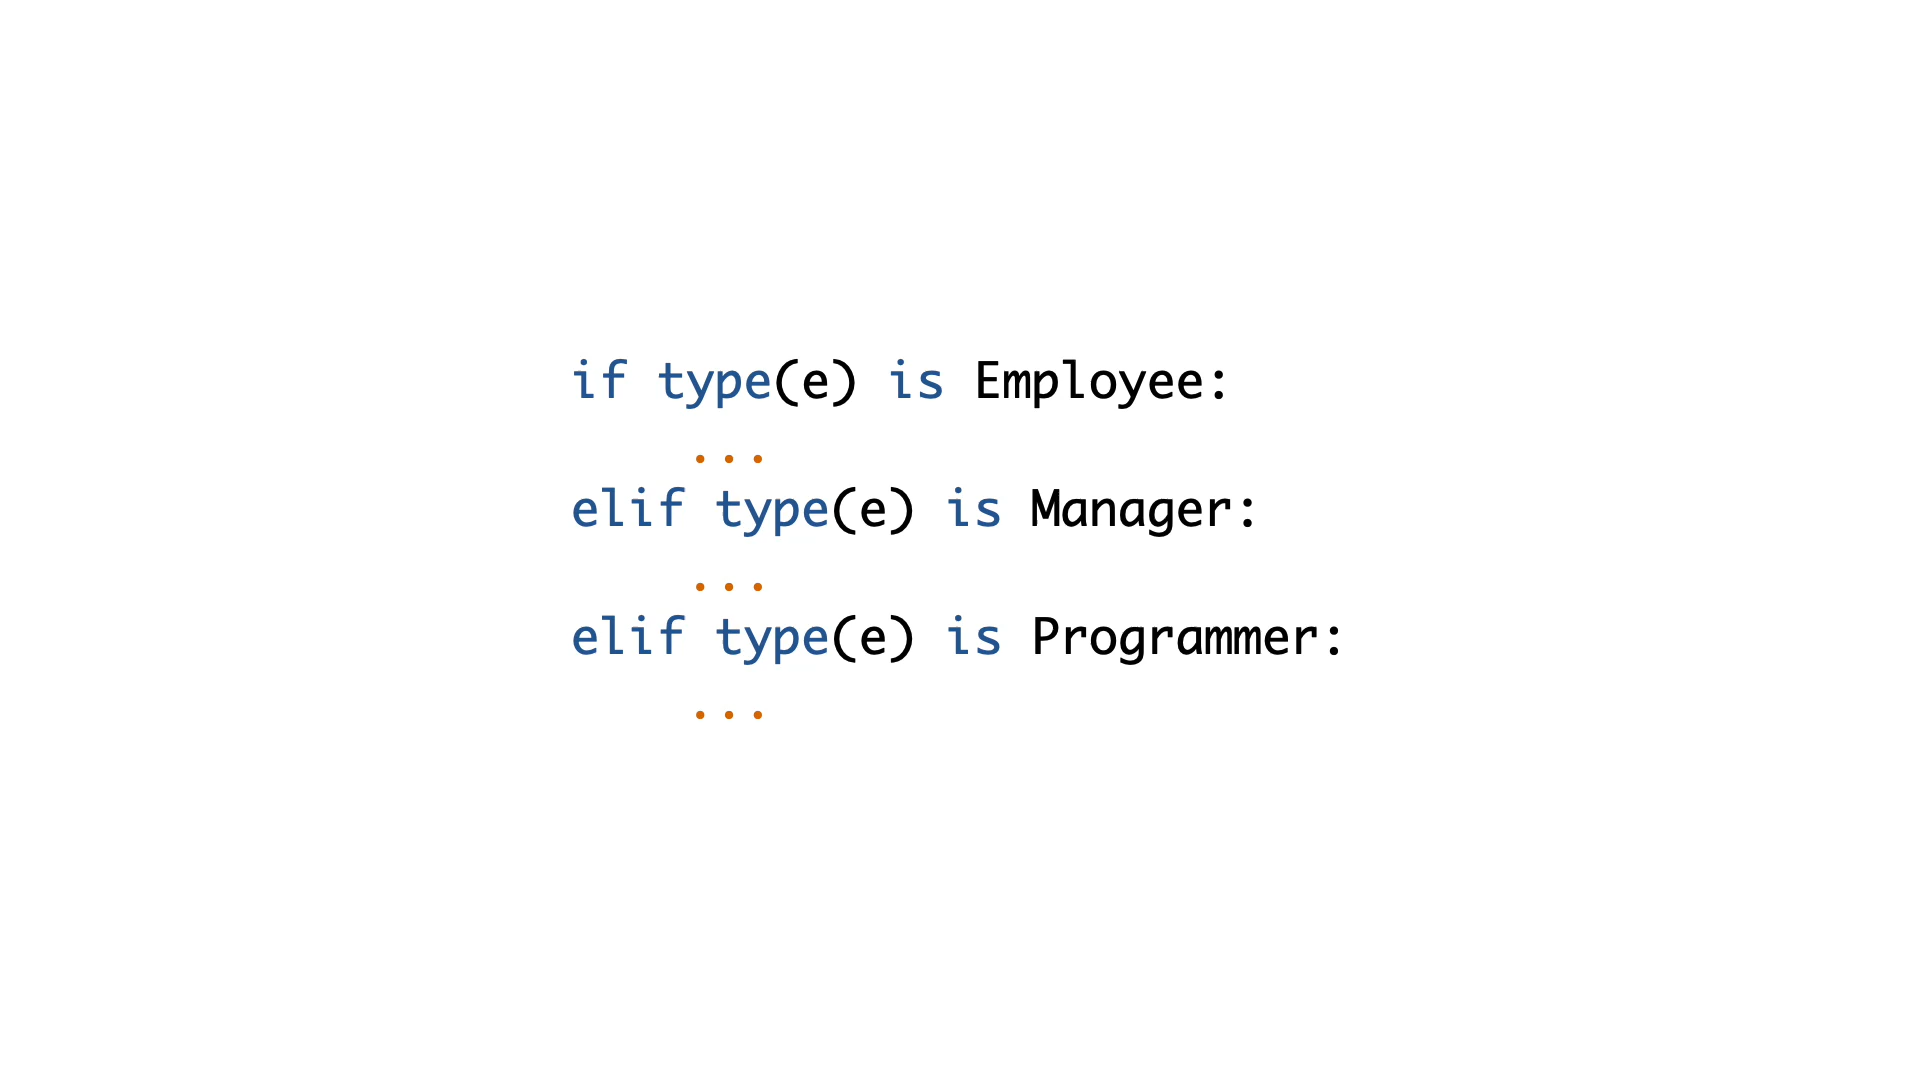 if type(e) is Employee:
    ...
elif type(e) is Manager:
    ...
elif type(e) is Programmer:
    ...